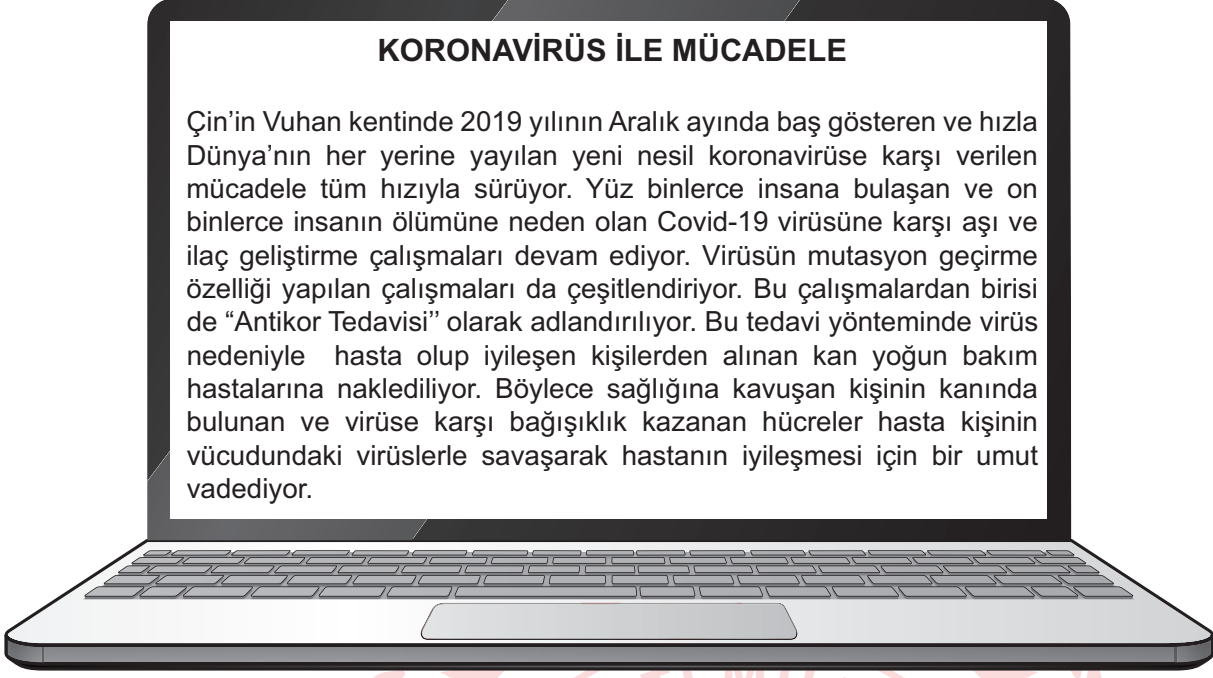 KORONAVİRÜS İLE MÜCADELE
Çin’in Vuhan kentinde 2019 yılının Aralık ayında baş gösteren ve hızla
Dünya’nın her yerine yayılan yeni nesil koronavirüse karşı verilen
mücadele tüm hızıyla sürüyor. Yüz binlerce insana bulaşan ve on
binlerce insanın ölümüne neden olan Covid-19 virüsüne karşı aşı ve
ilaç geliştirme çalışmaları devam ediyor. Virüsün mutasyon geçirme
özelliği yapılan çalışmaları da çeşitlendiriyor. Bu çalışmalardan birisi
de “Antikor Tedavisi’’ olarak adlandırılıyor. Bu tedavi yönteminde virüs
nedeniyle hasta olup iyileşen kişilerden alınan kan yoğun bakım
hastalarına naklediliyor. Böylece sağlığına kavuşan kişinin kanında
bulunan ve virüse karşı bağışıklık kazanan hücreler hasta kişinin
vücudundaki virüslerle savaşarak hastanın iyileşmesi için bir umut
vadediyor.